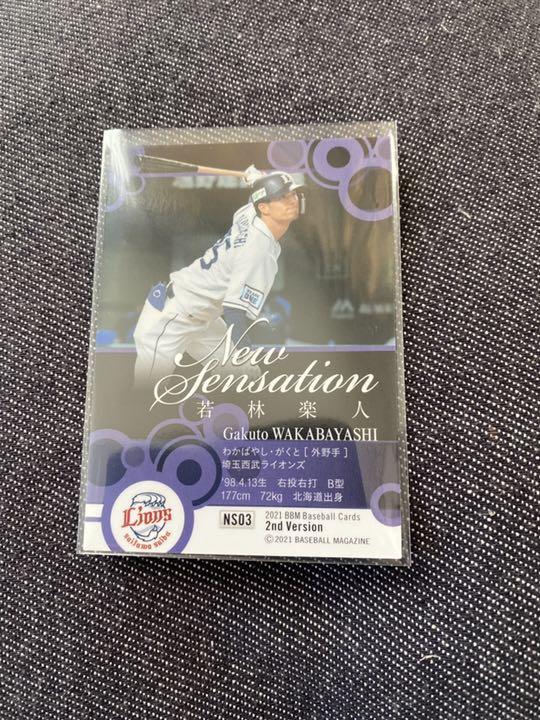 New
Sensation
若林楽人
Gakuto WAKABAYASHI
わかばやし・がくと [ 外野手 ]
埼玉西武ライオンズ
'98.4.13生 右投右打 B型
177cm 72kg 北海道出身
Lions
saitama seibu
NS03
2021 BBM Baseball Cards
2nd Version
©2021 BASEBALL MAGAZINE